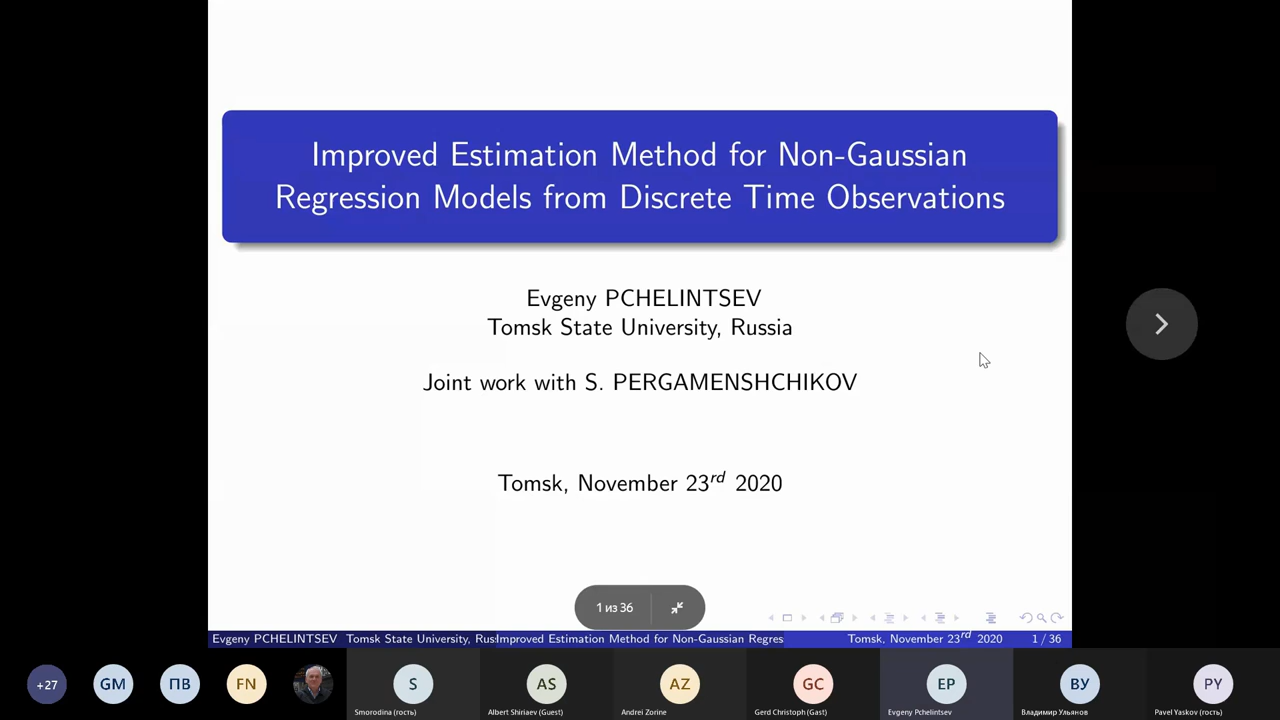 Improved Estimation Method for Non-Gaussian
Regression Models from Discrete Time Observations
Evgeny PCHELINTSEV
Tomsk State University, Russia
Joint work with S. PERGAMENSHCHIKOV
Tomsk, November 23rd 2020
1 из 36
Evgeny PCHELINTSEV Tomsk State University, Rus Improved Estimation Method for Non-Gaussian Regres Tomsk, November 23rd 2020 1 / 36
+27 GM ПВ FN S AS AZ GC EP ВУ PY
Smorodina (гость) Albert Shiriaev (Guest) Andrei Zorine Gerd Christoph (Gast) Evgeny Pchelintsev Владимир Ульянов Pavel Yaskov (гость)